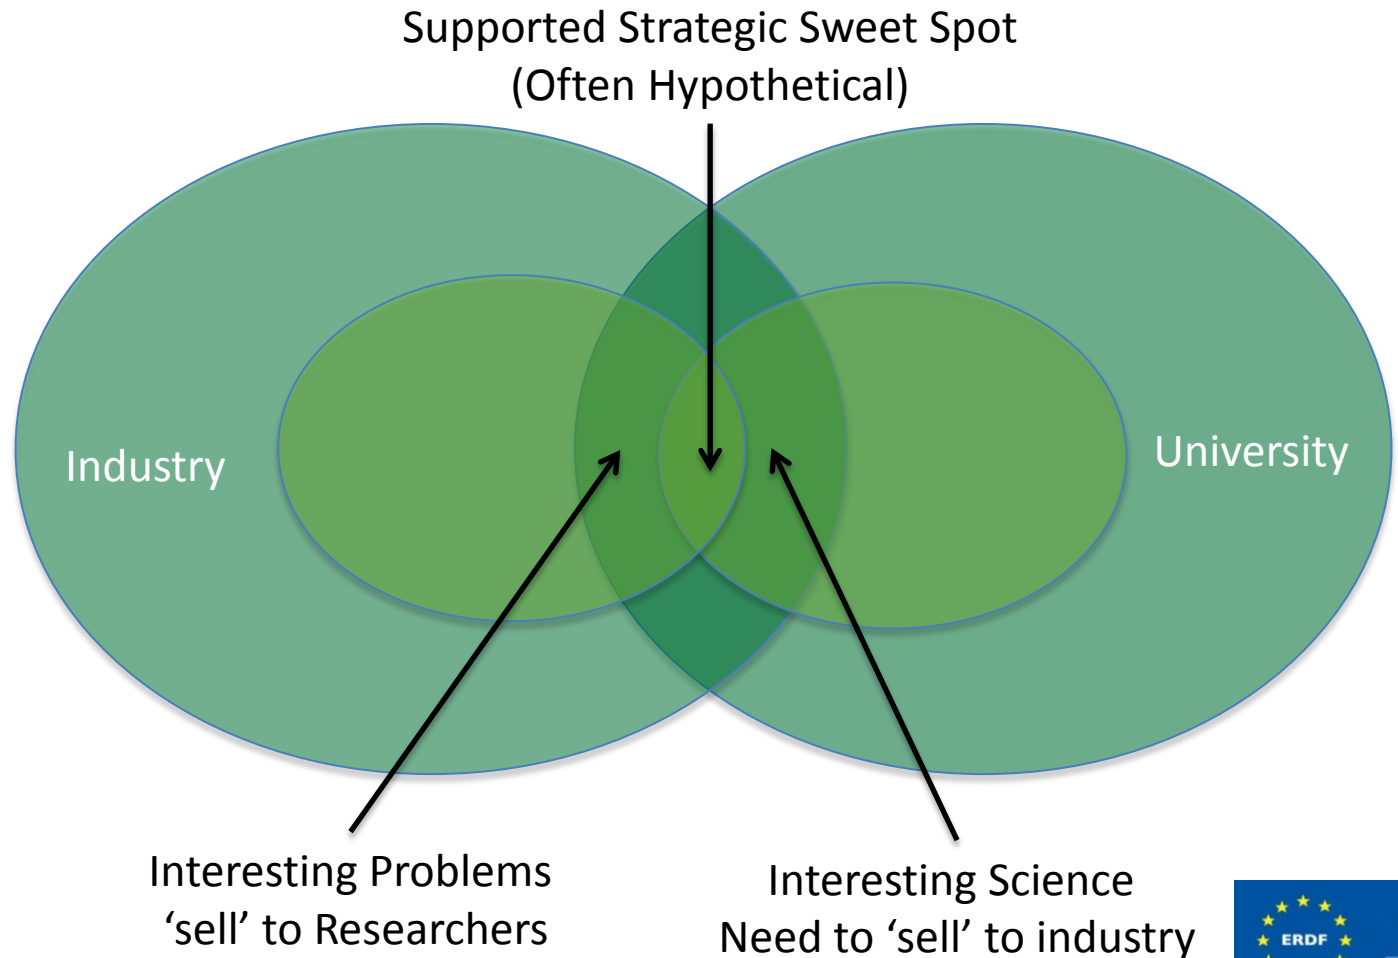 Supported Strategic Sweet Spot
(Often Hypothetical)
Industry
University
Interesting Problems
‘sell’ to Researchers
Interesting Science
Need to ‘sell’ to industry
ERDF